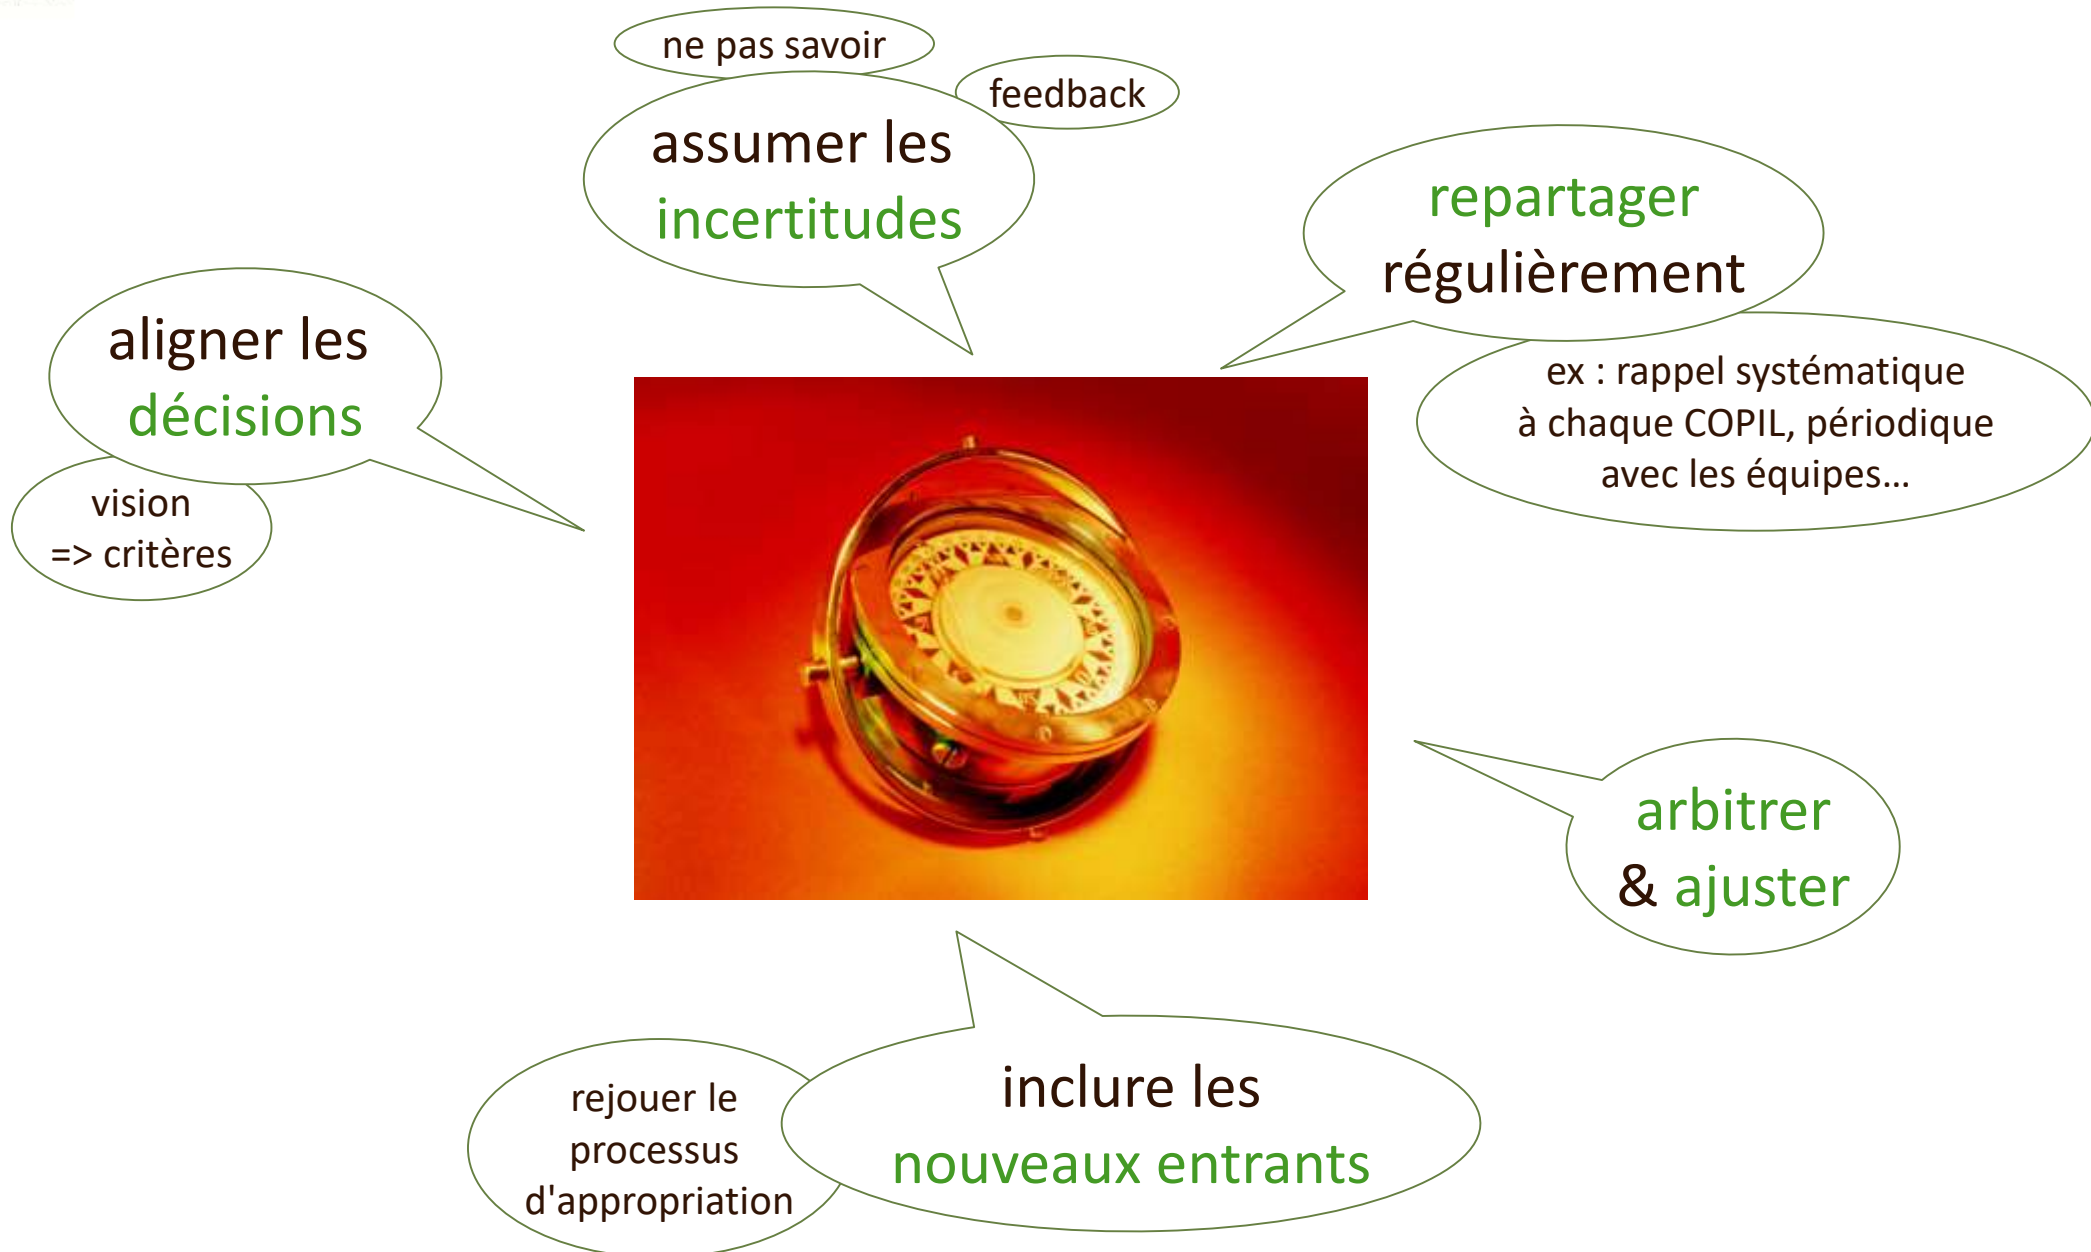 ne pas savoir
feedback
assumer les
incertitudes
repartager
régulièrement
ex : rappel systématique
à chaque COPIL, périodique
avec les équipes...
aligner les
décisions
vision
=> critères
arbitrer
& ajuster
inclure les
nouveaux entrants
rejouer le
processus
d'appropriation